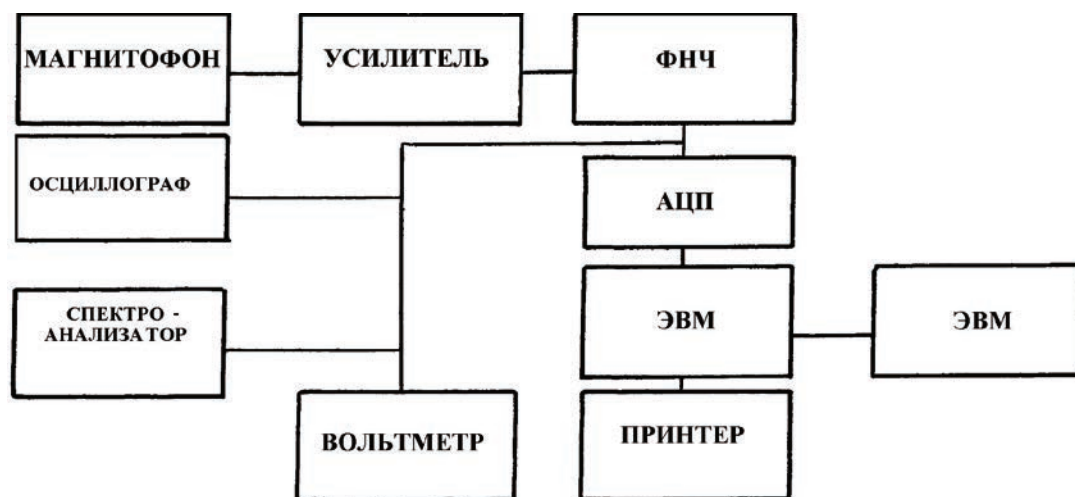 МАГНИТОФОН
УСИЛИТЕЛЬ
ФНЧ
ОСЦИЛЛОГРАФ
АЦП
СПЕКТРО -
АНАЛИЗАТОР
ЭВМ
ЭВМ
ВОЛЬТМЕТР
ПРИНТЕР